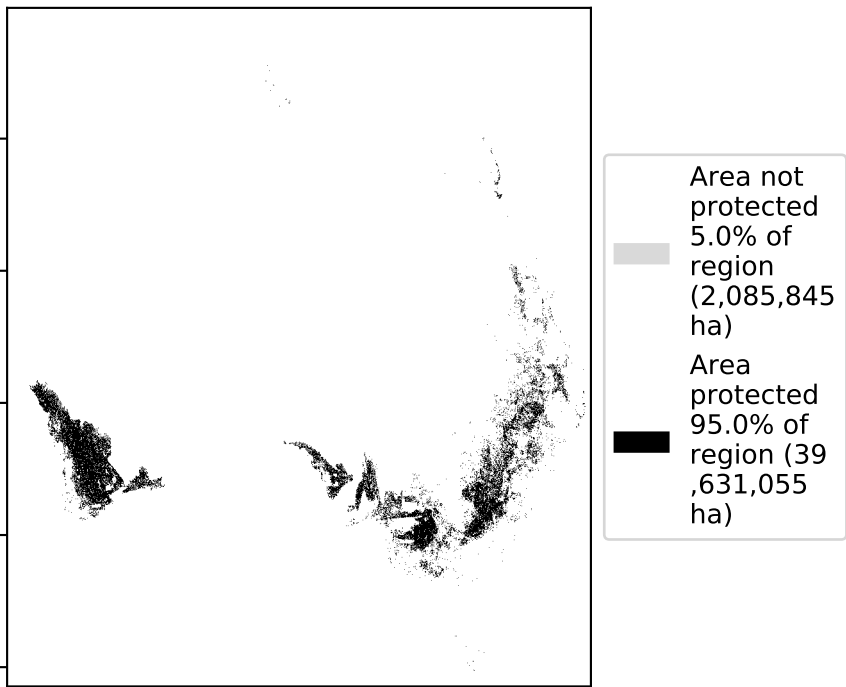 Area not
protected
5.0% of
region
(2,085,845
ha)
Area
protected
95.0% of
region (39
,631,055
ha)